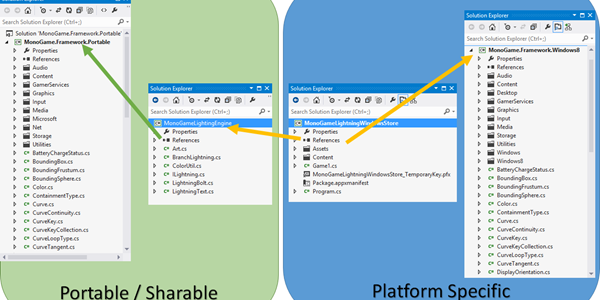 Solution Explorer
Search Solution Explorer (Ctrl+;)
Solution 'MonoGame.Framework.Portable'
MonoGame.Framework.Portable
Properties
References
Audio
Content
GamerServices
Graphics
Input
Media
Microsoft
Net
Storage
Utilities
BatteryChargeStatus.cs
BoundingBox.cs
BoundingFrustum.cs
BoundingSphere.cs
Color.cs
ContainmentType.cs
Curve.cs
CurveContinuity.cs
CurveKey.cs
CurveKeyCollection.cs
CurveLoopType.cs
CurveTangent.cs
Solution Explorer
Search Solution Explorer (Ctrl+;)
MonoGameLightingEngine
Properties
References
Art.cs
BranchLightning.cs
ColorUtil.cs
ILightning.cs
LightningBolt.cs
LightningText.cs
Portable / Sharable
Solution Explorer
Search Solution Explorer (Ctrl+;)
MonoGameLightningWindowsStore
Properties
References
Assets
Content
Game1.cs
MonoGameLightningWindowsStore_TemporaryKey.pfx
Package.appxmanifest
Program.cs
Solution Explorer
Search Solution Explorer (Ctrl+;)
MonoGame.Framework.Windows8
Properties
References
Audio
Content
Desktop
GamerServices
Graphics
Input
Media
Storage
Utilities
Windows
Windows8
BatteryChargeStatus.cs
BoundingBox.cs
BoundingFrustum.cs
BoundingSphere.cs
Color.cs
ContainmentType.cs
Curve.cs
CurveContinuity.cs
CurveKey.cs
CurveKeyCollection.cs
CurveLoopType.cs
CurveTangent.cs
DisplayOrientation.cs
Platform Specific